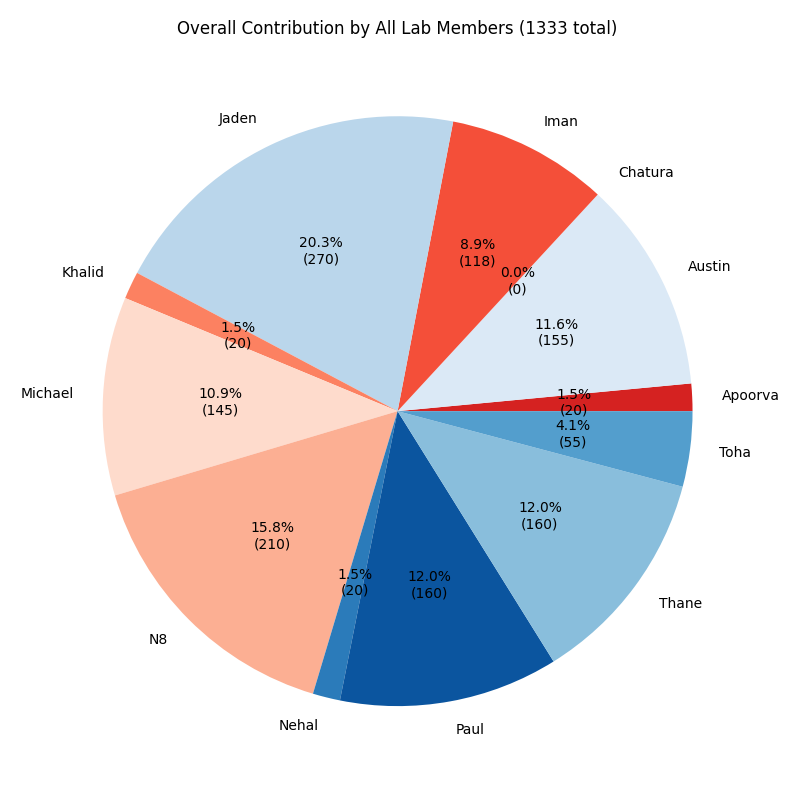 Overall Contribution by All Lab Members (1333 total)
Jaden
Iman
Chatura
Austin
Apoorva
Toha
Thane
Paul
Nehal
N8
Michael
Khalid
20.3%
(270)
8.9%
(118)
0.0%
(0)
11.6%
(155)
1.5%
(20)
4.1%
(55)
12.0%
(160)
12.0%
(160)
1.5%
(20)
15.8%
(210)
10.9%
(145)
1.5%
(20)